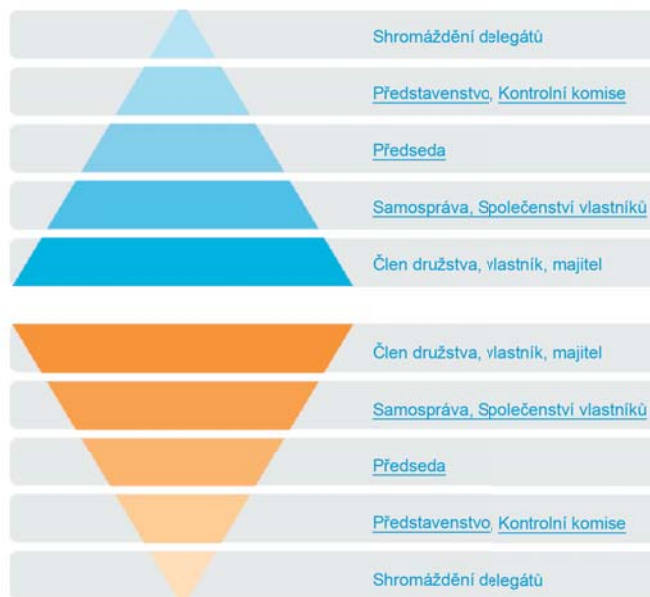 Shromáždění delegátů
Představenstvo, Kontrolní komise
Předseda
Samospráva, Společenství vlastníků
Člen družstva, vlastník, majitel
Člen družstva, vlastník, majitel
Samospráva, Společenství vlastníků
Předseda
Představenstvo, Kontrolní komise
Shromáždění delegátů